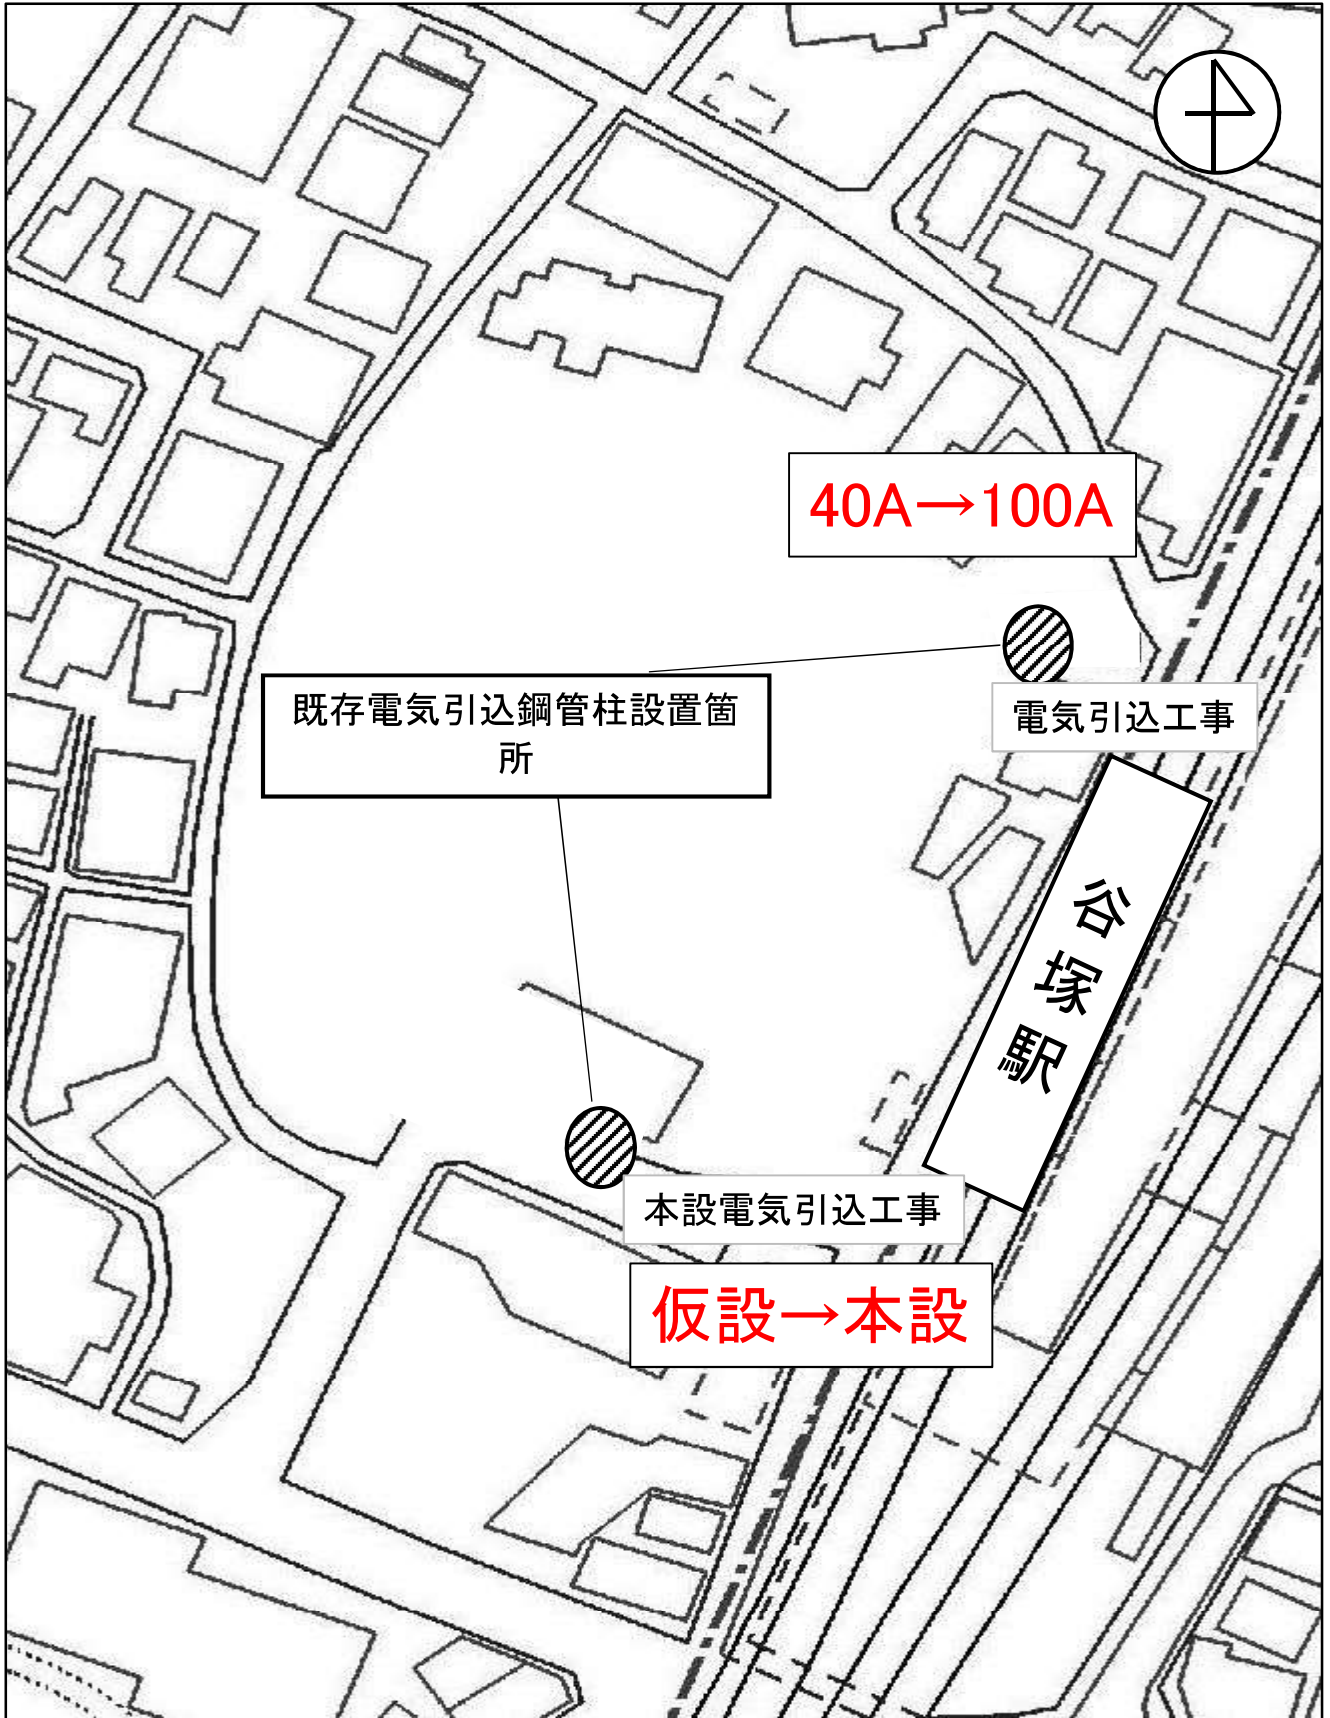 40A→100A
既存電気引込鋼管柱設置箇
所
電気引込工事
谷塚駅
本設電気引込工事
仮設→本設